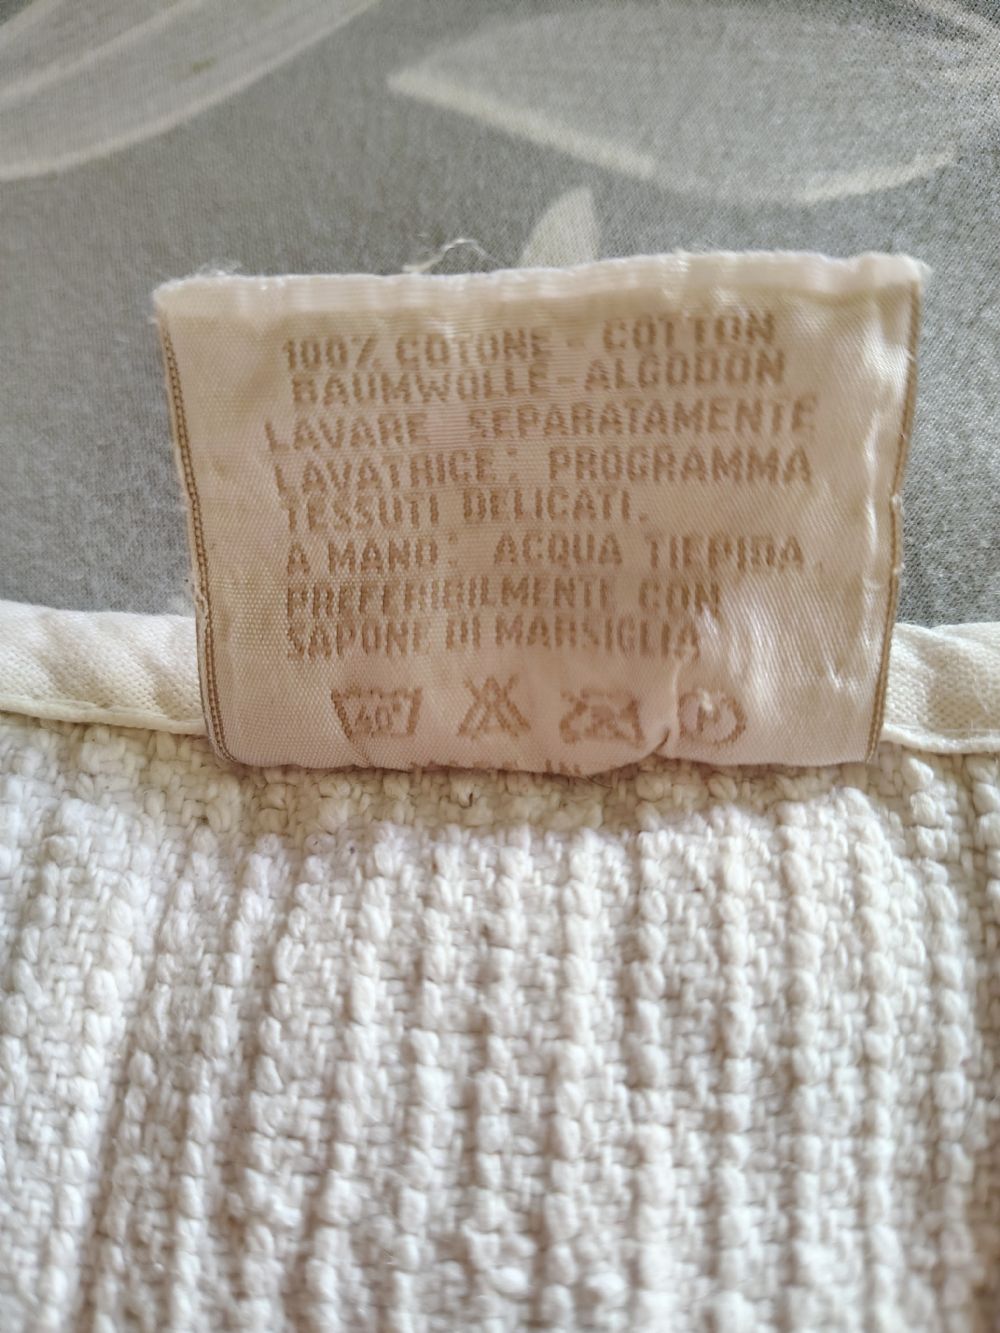 100% COTONE - COTTON
BAUMWOLLE-ALGODON
LAVARE SEPARATAMENTE
LAVATRICE: PROGRAMMA
TESSUTI DELICATI.
A MANO: ACQUA TIEPIDA
PREFERIBILMENTE CON
SAPONE DI MARSIGLIA
40°